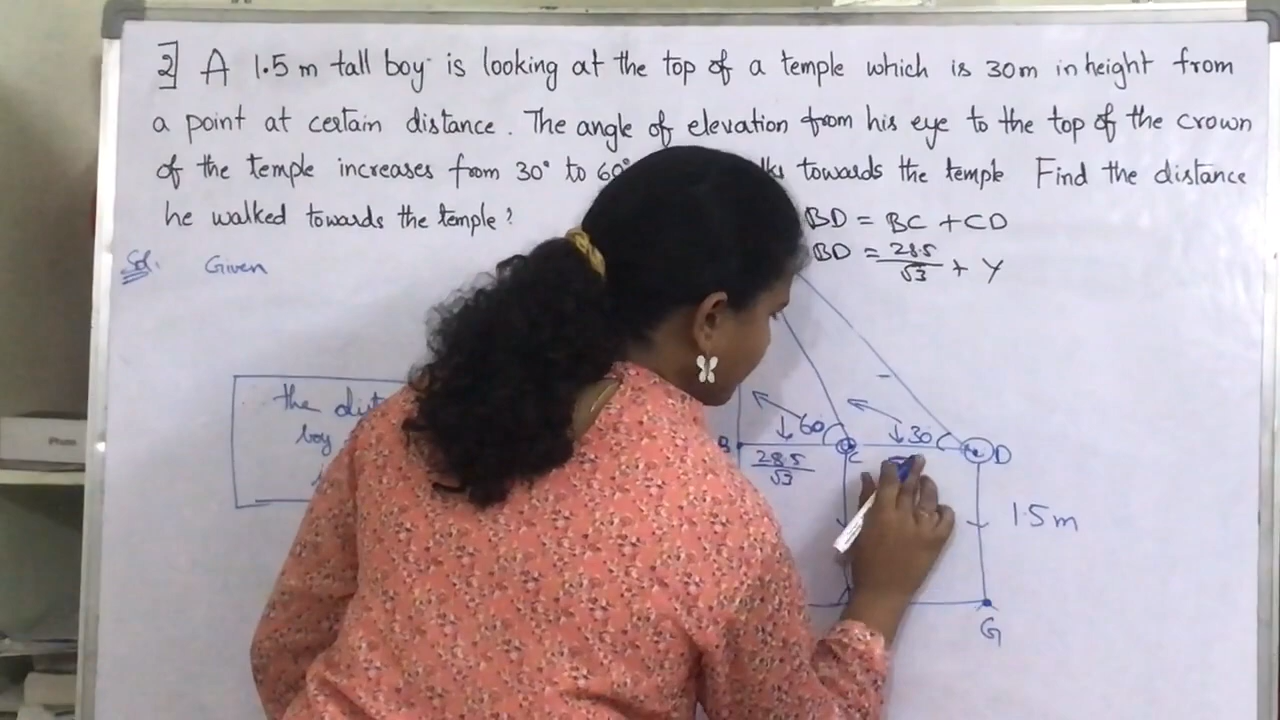 2] A 1.5 m tall boy is looking at the top of a temple which is 30m in height from
a point at certain distance. The angle of elevation from his eye to the top of the crown
of the temple increases from 30° to 60° towards the temple Find the distance
he walked towards the temple?
BD = BC + CD
Sol. Given
BD = 28.5/√3 + Y
the
boy
60
30
B
C
D
28.5/√3
1.5m
G